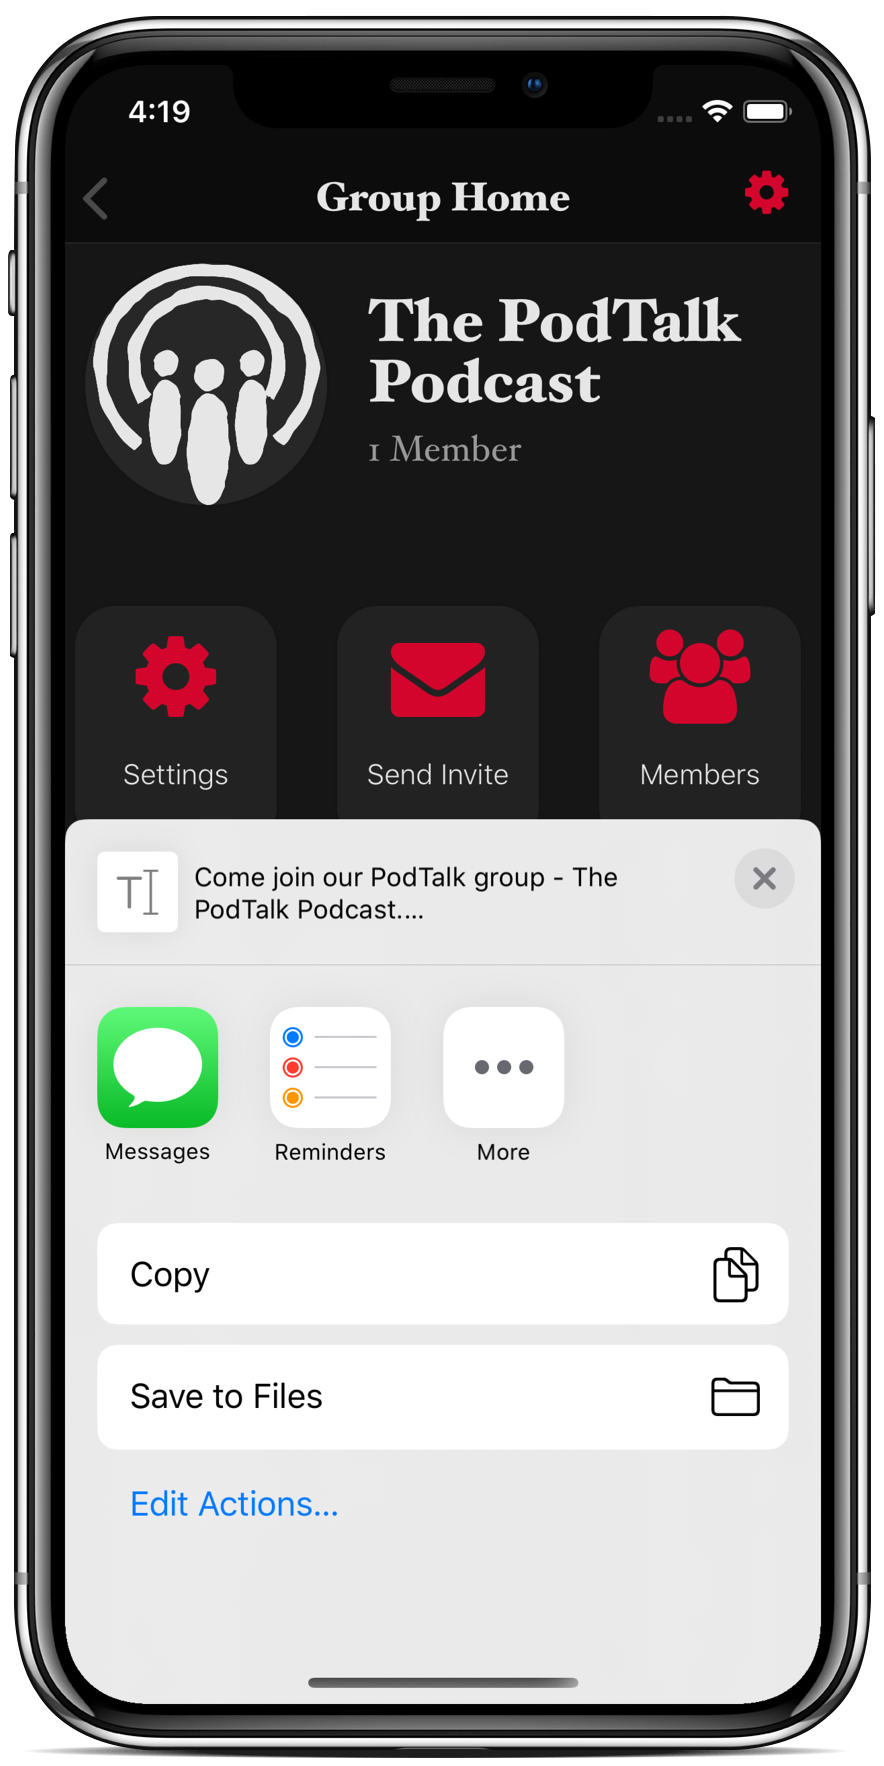 4:19
Group Home
The PodTalk
Podcast
1 Member
Settings
Send Invite
Members
Come join our PodTalk group - The
PodTalk Podcast....
Messages
Reminders
More
Copy
Save to Files
Edit Actions...